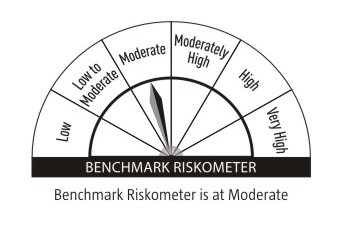 Low
Low to
Moderate
Moderate
Moderately
High
High
Very High
BENCHMARK RISKOMETER
Benchmark Riskometer is at Moderate